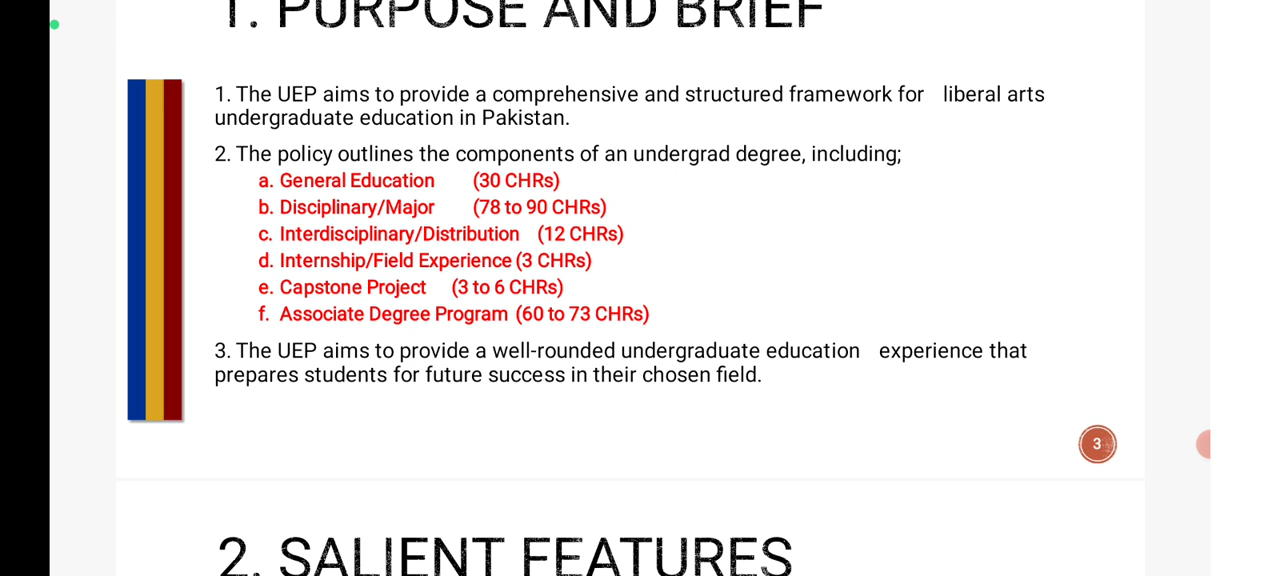 1. PURPOSE AND BRIEF
1. The UEP aims to provide a comprehensive and structured framework for liberal arts
undergraduate education in Pakistan.
2. The policy outlines the components of an undergrad degree, including;
a. General Education (30 CHRs)
b. Disciplinary/Major (78 to 90 CHRs)
c. Interdisciplinary/Distribution (12 CHRs)
d. Internship/Field Experience (3 CHRs)
e. Capstone Project (3 to 6 CHRs)
f. Associate Degree Program (60 to 73 CHRs)
3. The UEP aims to provide a well-rounded undergraduate education experience that
prepares students for future success in their chosen field.
3
2. SALIENT FEATURES